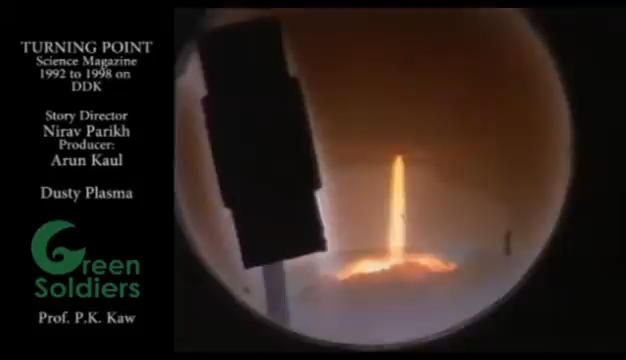 TURNING POINT
Science Magazine
1992 to 1998 on
DDK
Story Director
Nirav Parikh
Producer:
Arun Kaul
Dusty Plasma
Green
Soldiers
Prof. P.K. Kaw